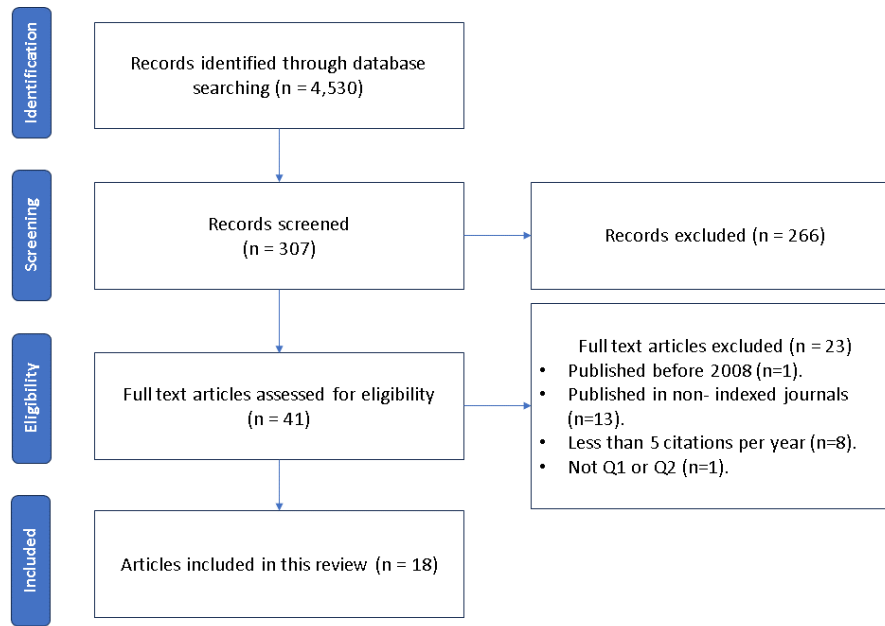 Identification
Records identified through database
searching (n = 4,530)
Screening
Records screened
(n = 307)
Records excluded (n = 266)
Eligibility
Full text articles assessed for eligibility
(n = 41)
Full text articles excluded (n = 23)
• Published before 2008 (n=1).
• Published in non- indexed journals
(n=13).
• Less than 5 citations per year (n=8).
• Not Q1 or Q2 (n=1).
Included
Articles included in this review (n = 18)